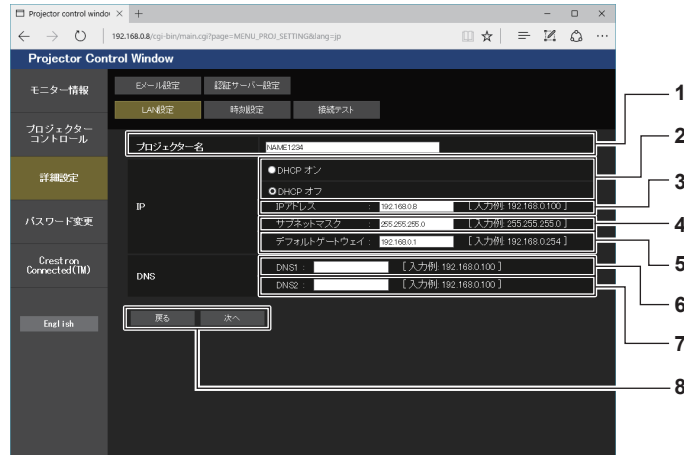 Projector control window
192.168.0.8/cgi-bin/main.cgi?page=MENU_PROJ_SETTING&lang=jp
Projector Control Window
モニター情報
プロジェクター
コントロール
詳細設定
パスワード変更
Crestron
Connected(TM)
English
Eメール設定 認証サーバー設定
LAN設定 時刻設定 接続テスト
プロジェクター名 NAME1234
IP
DHCP オン
DHCP オフ
IPアドレス : 192.168.0.8 [入力例 192.168.0.100]
サブネットマスク : 255.255.255.0 [入力例 255.255.255.0]
デフォルトゲートウェイ : 192.168.0.1 [入力例 192.168.0.254]
DNS
DNS1 : [入力例 192.168.0.100]
DNS2 : [入力例 192.168.0.100]
戻る 次へ
1
2
3
4
5
6
7
8